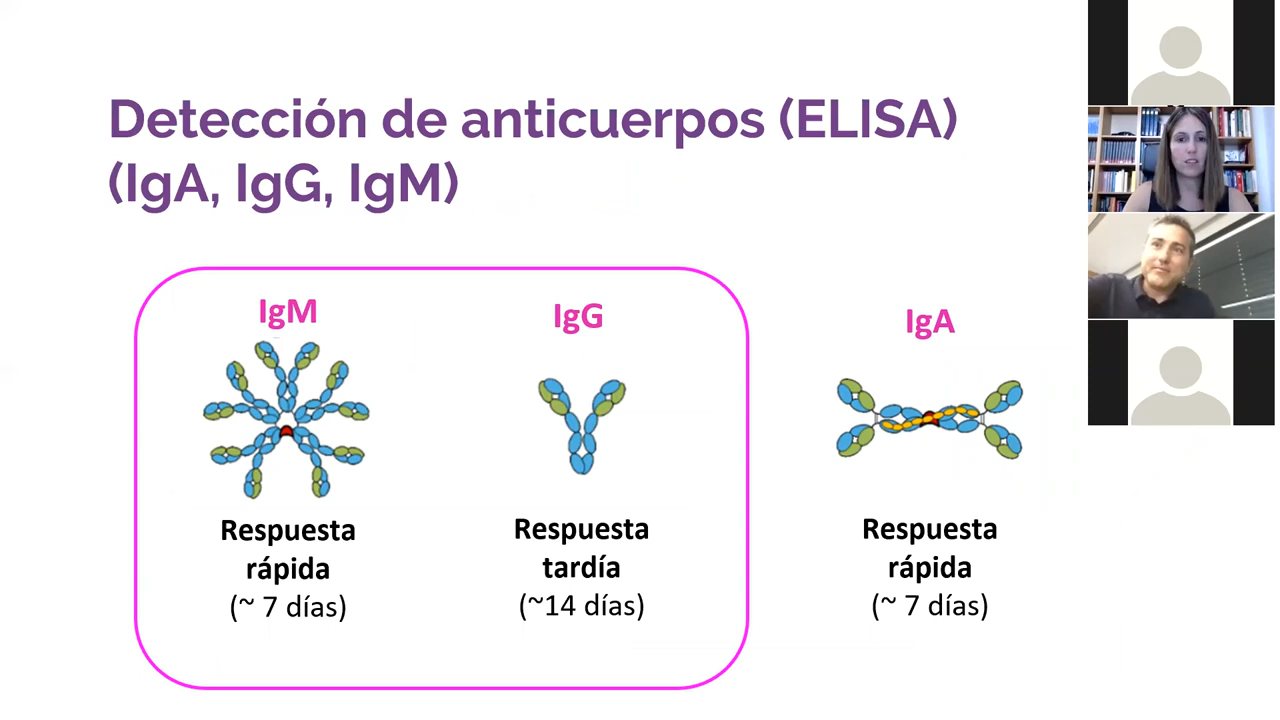 Detección de anticuerpos (ELISA)
(IgA, IgG, IgM)
IgM
Respuesta
rápida
(~ 7 días)
IgG
Respuesta
tardía
(~14 días)
IgA
Respuesta
rápida
(~ 7 días)